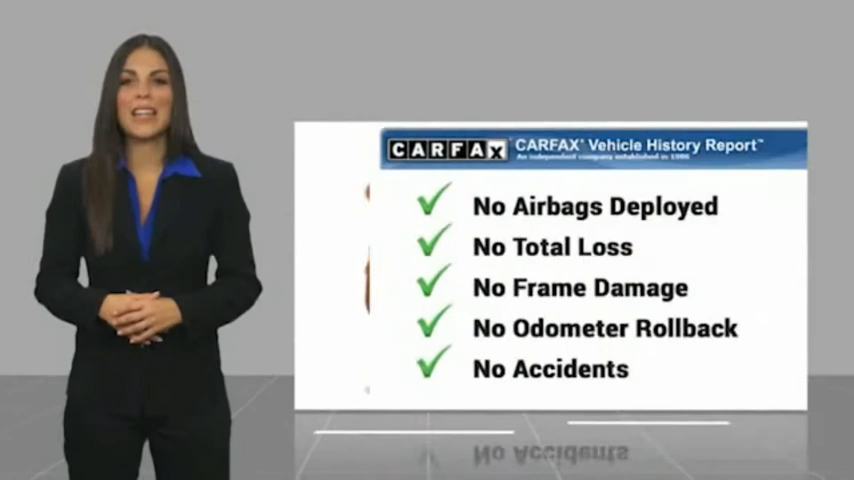 CARFAX CARFAX® Vehicle History Report™
An independent company established in 1986
No Airbags Deployed
No Total Loss
No Frame Damage
No Odometer Rollback
No Accidents
No Accidents